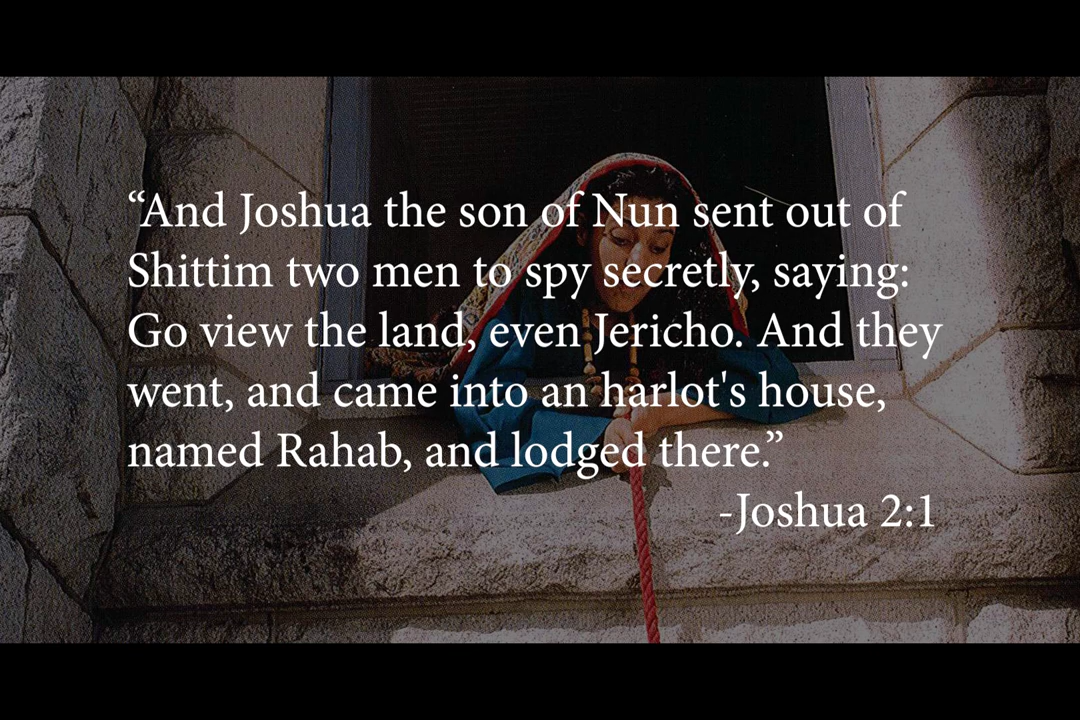 “And Joshua the son of Nun sent out of
Shittim two men to spy secretly, saying:
Go view the land, even Jericho. And they
went, and came into an harlot's house,
named Rahab, and lodged there.”
-Joshua 2:1